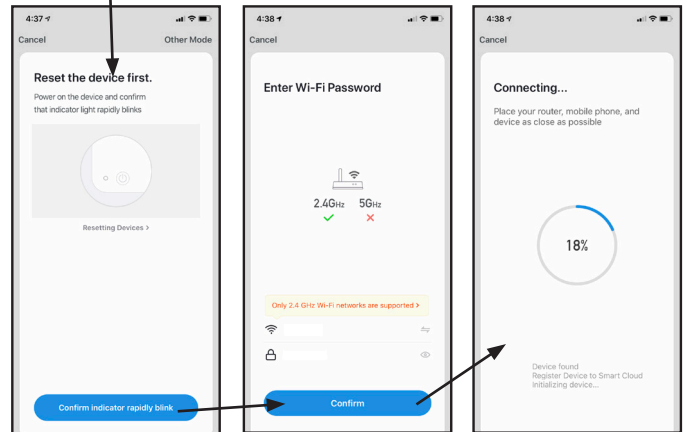 4:37
Cancel Other Mode
Reset the device first.
Power on the device and confirm
that indicator light rapidly blinks
Resetting Devices >
Confirm indicator rapidly blink
4:38
Cancel
Enter Wi-Fi Password
2.4GHz 5GHz
Only 2.4 GHz Wi-Fi networks are supported >
Confirm
4:38
Cancel
Connecting...
Place your router, mobile phone, and
device as close as possible
18%
Device found
Register Device to Smart Cloud
Initializing device...